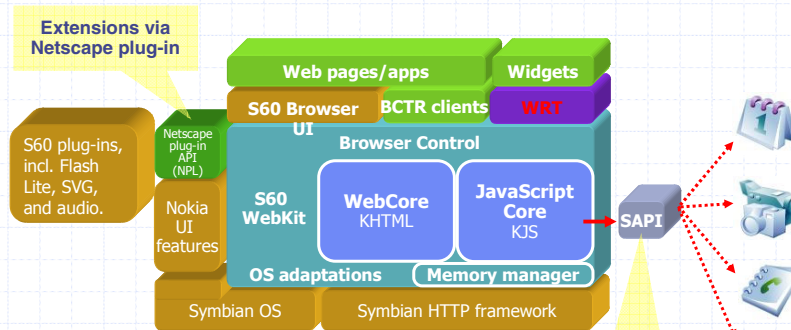 Extensions via
Netscape plug-in
Web pages/apps
Widgets
S60 Browser
UI
BCTR clients
WRT
S60 plug-ins,
incl. Flash
Lite, SVG,
and audio.
Netscape
plug-in
API
(NPL)
Browser Control
S60
WebKit
WebCore
KHTML
JavaScript
Core
KJS
SAPI
Nokia
UI
features
OS adaptations
Memory manager
Symbian OS
Symbian HTTP framework
1